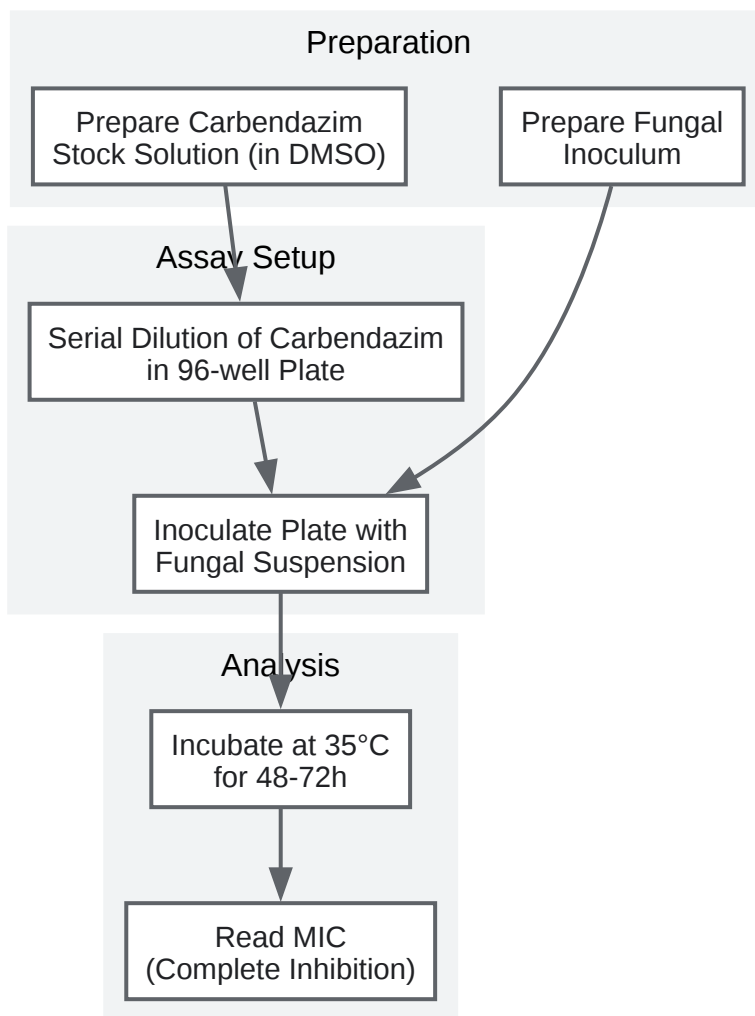 Preparation
Prepare Carbendazim
Stock Solution (in DMSO)
Prepare Fungal
Inoculum
Assay Setup
Serial Dilution of Carbendazim
in 96-well Plate
Inoculate Plate with
Fungal Suspension
Analysis
Incubate at 35°C
for 48-72h
Read MIC
(Complete Inhibition)